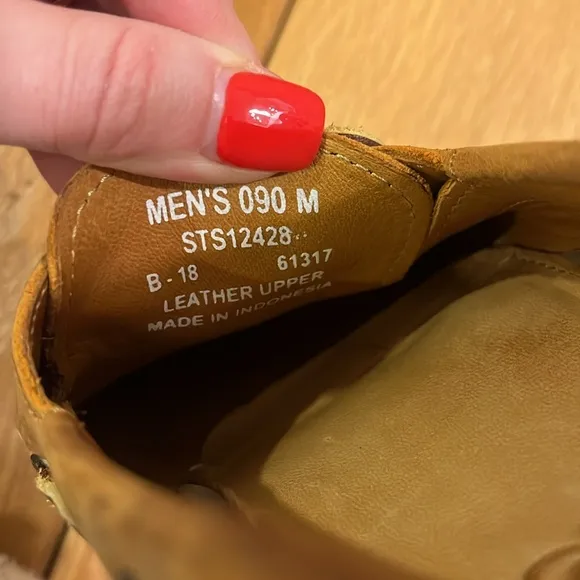 MEN'S 090 M
STS12428
B-18 61317
LEATHER UPPER
MADE IN INDONESIA